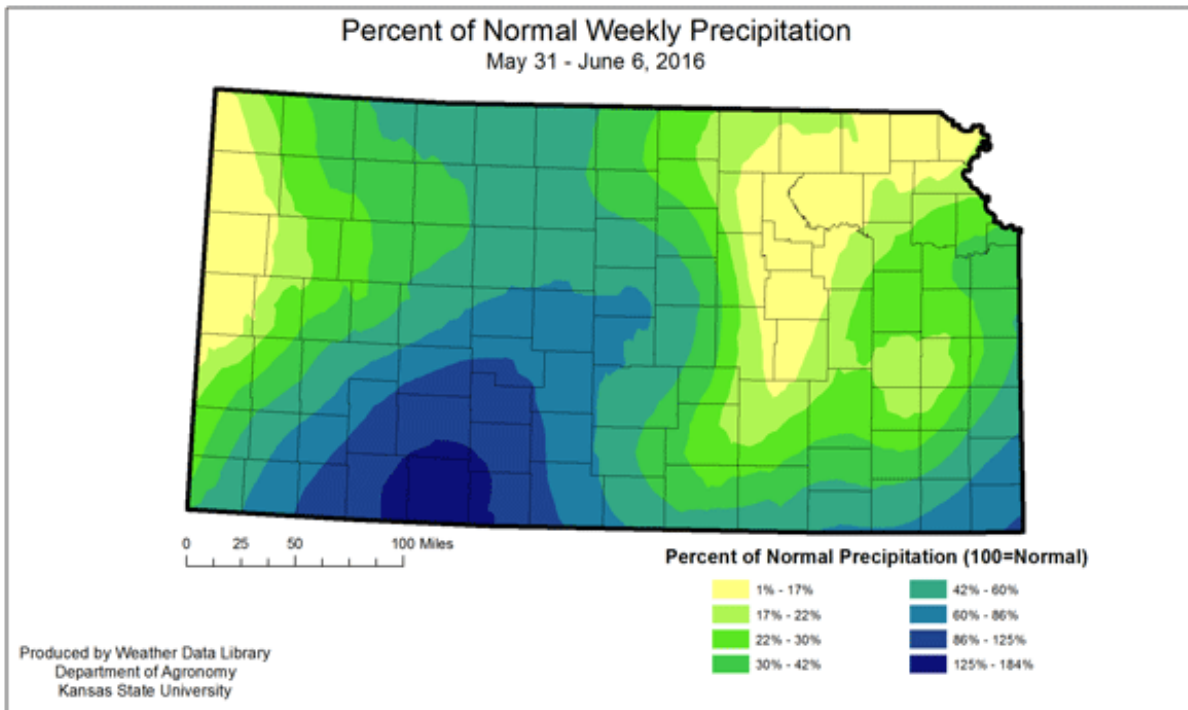 Percent of Normal Weekly Precipitation
May 31 - June 6, 2016
0 25 50 100 Miles
Percent of Normal Precipitation (100=Normal)
1% - 17%
17% - 22%
22% - 30%
30% - 42%
42% - 60%
60% - 86%
86% - 125%
125% - 184%
Produced by Weather Data Library
Department of Agronomy
Kansas State University